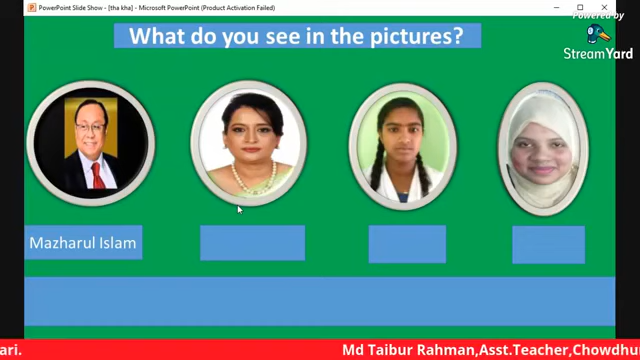 PowerPoint Slide Show - [tha kha] - Microsoft PowerPoint (Product Activation Failed)
Powered by
StreamYard
What do you see in the pictures?
Mazharul Islam
ari.
Md Taibur Rahman,Asst.Teacher,Chowdhu